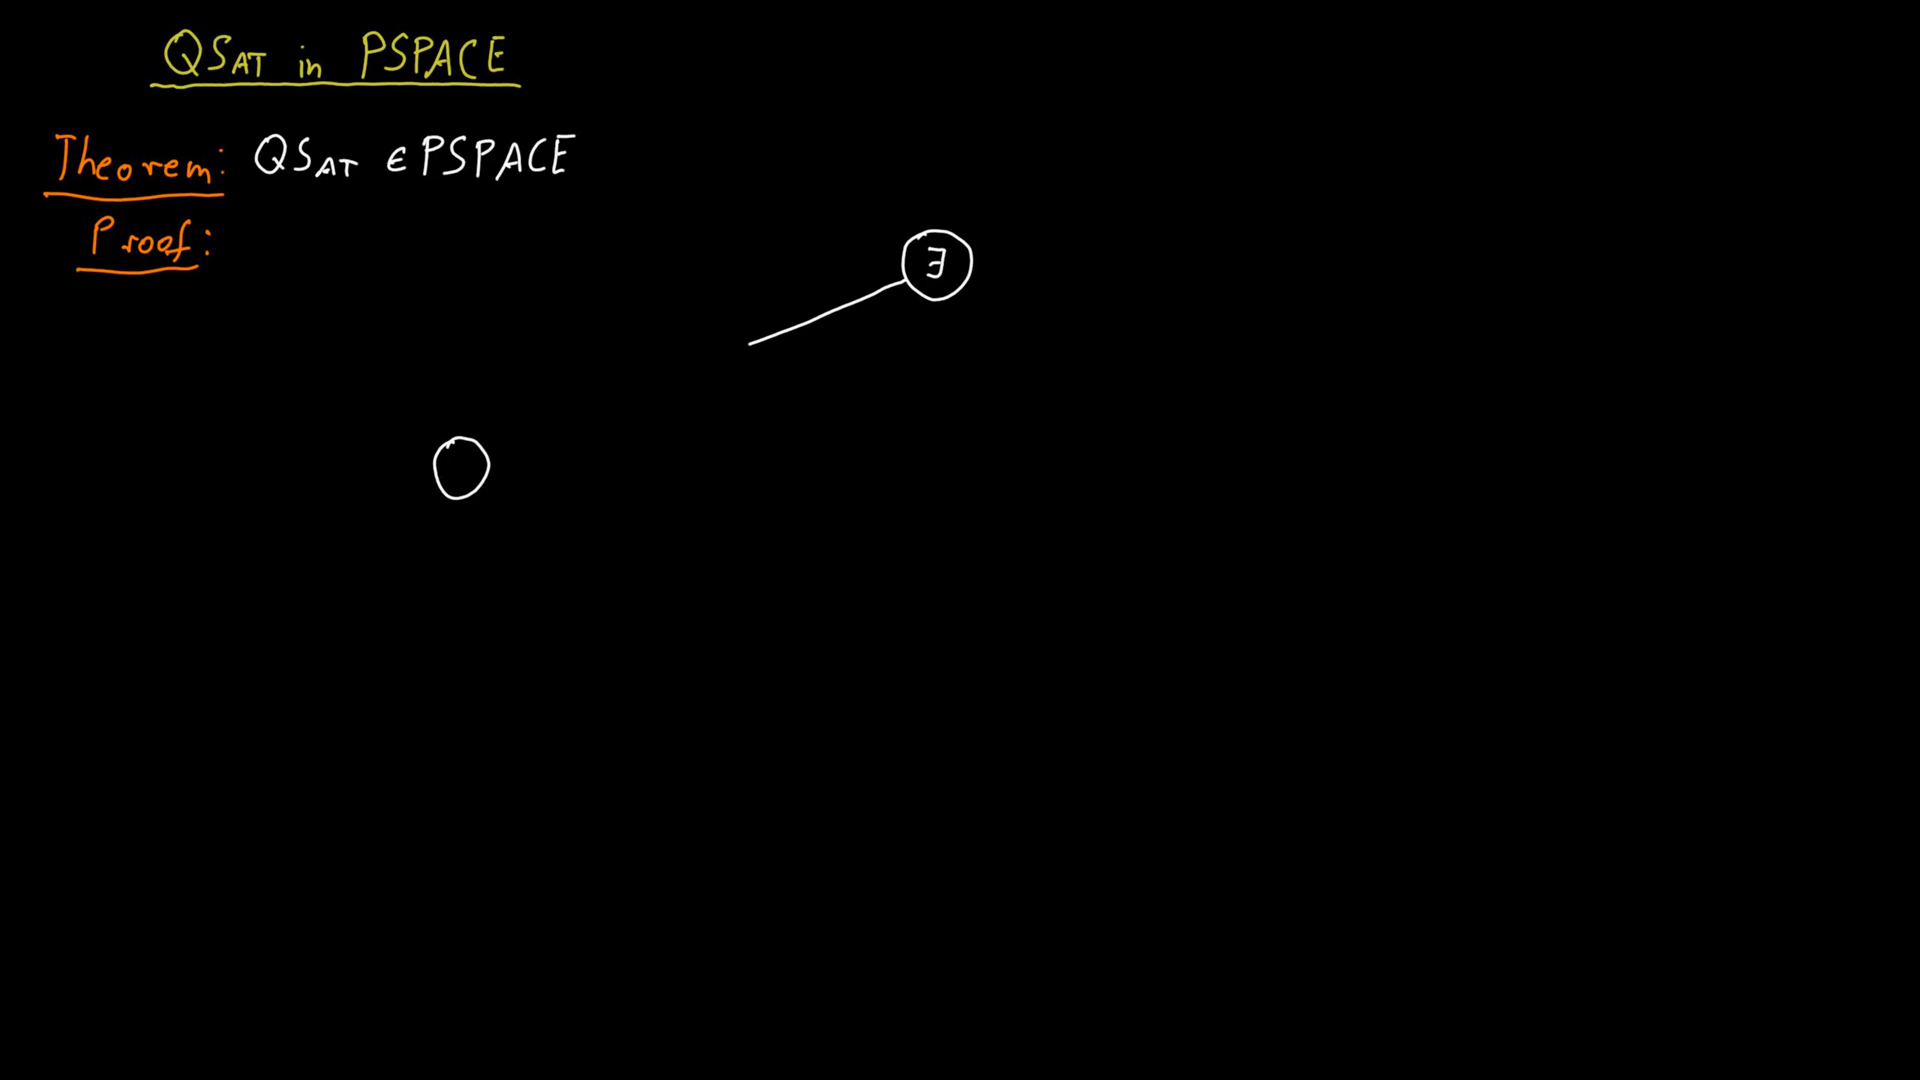 QSAT in PSPACE
Theorem: QSAT ∈ PSPACE
Proof:
∃